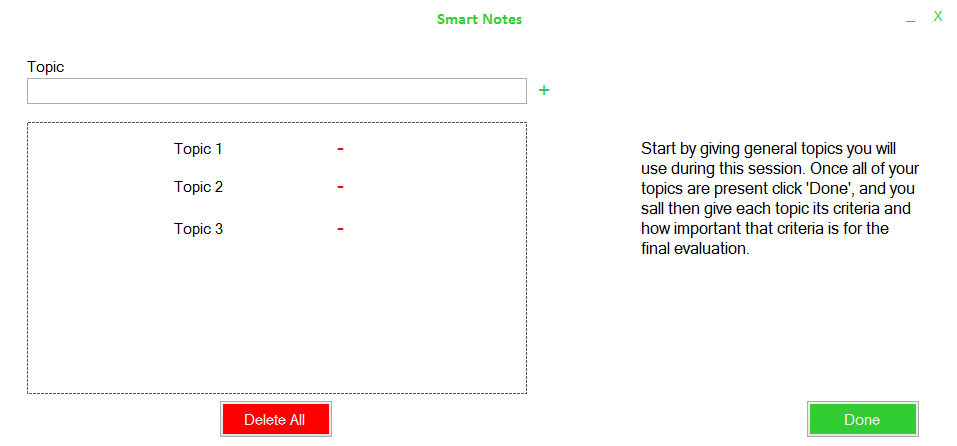 Smart Notes
_ X
Topic
+
Topic 1 -
Topic 2 -
Topic 3 -
Start by giving general topics you will
use during this session. Once all of your
topics are present click 'Done', and you
sall then give each topic its criteria and
how important that criteria is for the
final evaluation.
Delete All
Done